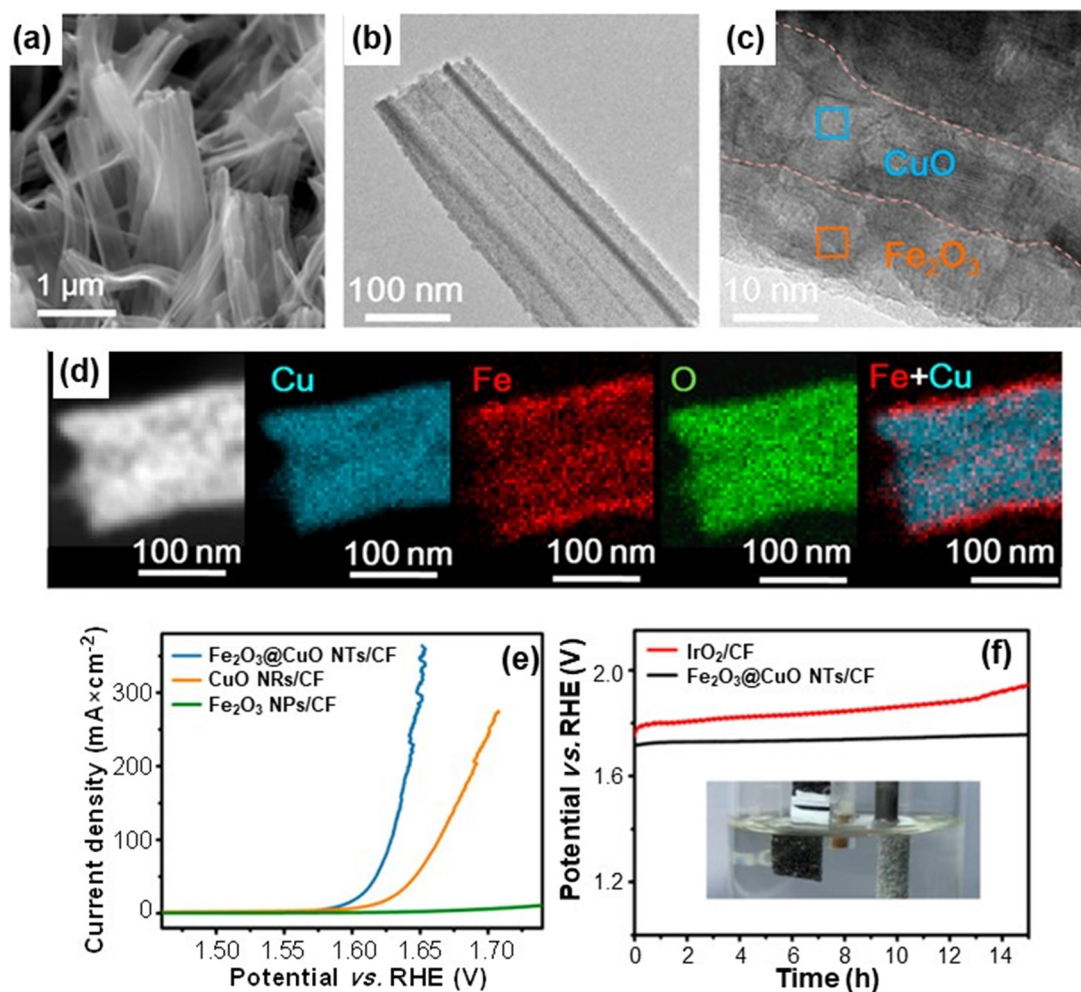 (a)
1 µm
(b)
100 nm
(c)
CuO
Fe₂O₃
10 nm
(d)
Cu
Fe
O
Fe+Cu
100 nm
100 nm
100 nm
100 nm
100 nm
(e)
Fe₂O₃@CuO NTs/CF
CuO NRs/CF
Fe₂O₃ NPs/CF
Current density (mA×cm⁻²)
300
200
100
0
1.50
1.55
1.60
1.65
1.70
Potential vs. RHE (V)
(f)
IrO₂/CF
Fe₂O₃@CuO NTs/CF
Potential vs. RHE (V)
2.0
1.6
1.2
0
2
4
6
8
10
12
14
Time (h)